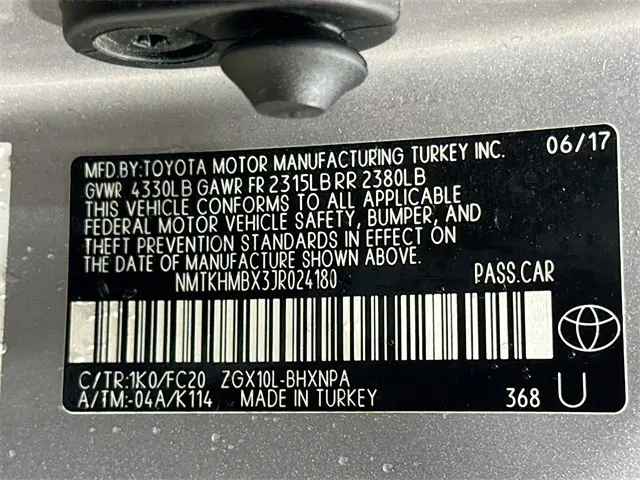 MFD.BY:TOYOTA MOTOR MANUFACTURING TURKEY INC. 06/17
GVWR 4330LB GAWR FR 2315LB RR 2380LB
THIS VEHICLE CONFORMS TO ALL APPLICABLE
FEDERAL MOTOR VEHICLE SAFETY, BUMPER, AND
THEFT PREVENTION STANDARDS IN EFFECT ON
THE DATE OF MANUFACTURE SHOWN ABOVE.
NMTKHMBX3JR024180 PASS.CAR
C/TR:1K0/FC20 ZGX10L-BHXNPA
A/TM:-04A/K114 MADE IN TURKEY 368 U